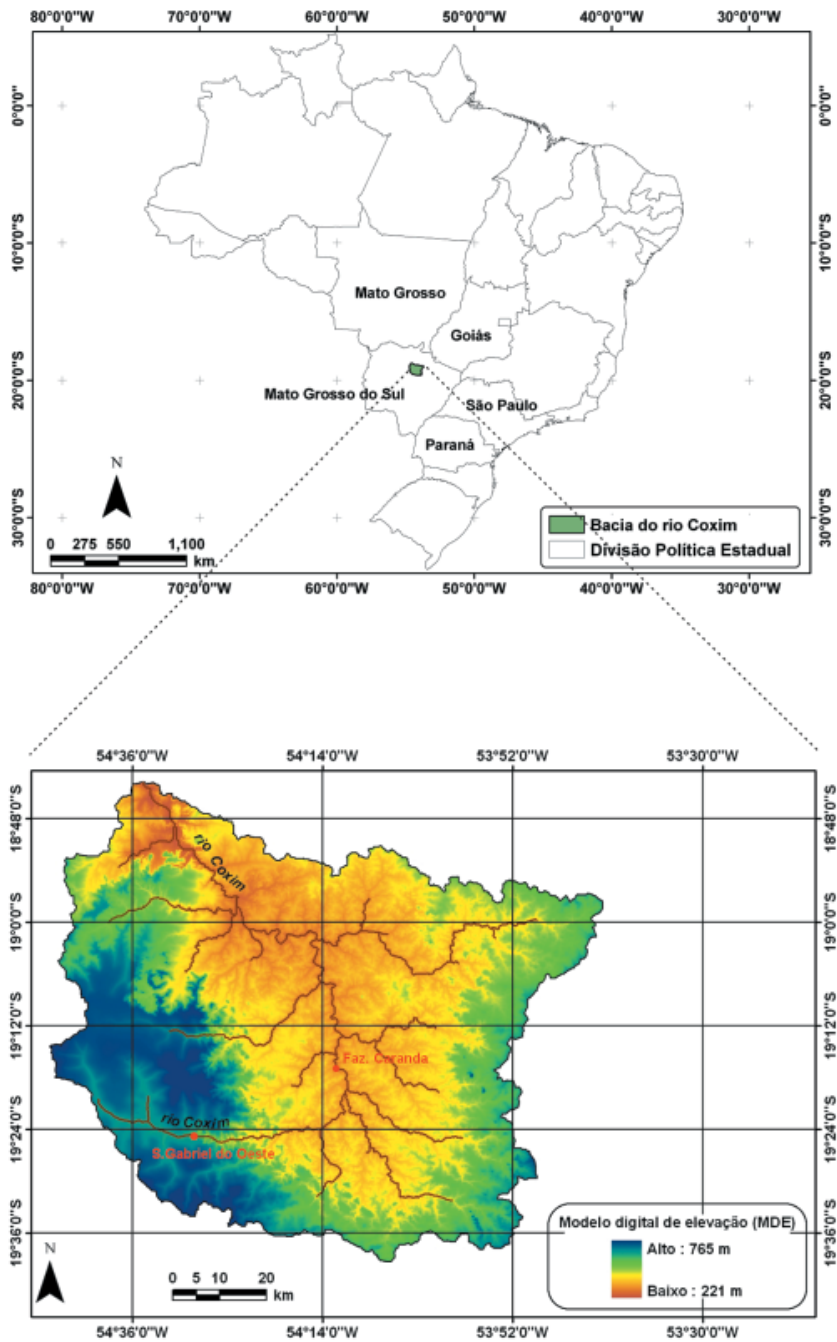 80°0'0"W 70°0'0"W 60°0'0"W 50°0'0"W 40°0'0"W 30°0'0"W
0°0'0" 0°0'0"
10°0'0"S 10°0'0"S
20°0'0"S 20°0'0"S
30°0'0"S 30°0'0"S
Mato Grosso
Goiás
Mato Grosso do Sul
São Paulo
Paraná
N
0 275 550 1,100
km
Bacia do rio Coxim
Divisão Política Estadual
80°0'0"W 70°0'0"W 60°0'0"W 50°0'0"W 40°0'0"W 30°0'0"W
54°36'0"W 54°14'0"W 53°52'0"W 53°30'0"W
18°48'0"S 18°48'0"S
rio Coxim
19°0'0"S 19°0'0"S
19°12'0"S 19°12'0"S
Faz. Caranda
rio Coxim
19°24'0"S 19°24'0"S
S.Gabriel do Oeste
19°36'0"S 19°36'0"S
Modelo digital de elevação (MDE)
Alto : 765 m
Baixo : 221 m
N
0 5 10 20
km
54°36'0"W 54°14'0"W 53°52'0"W 53°30'0"W